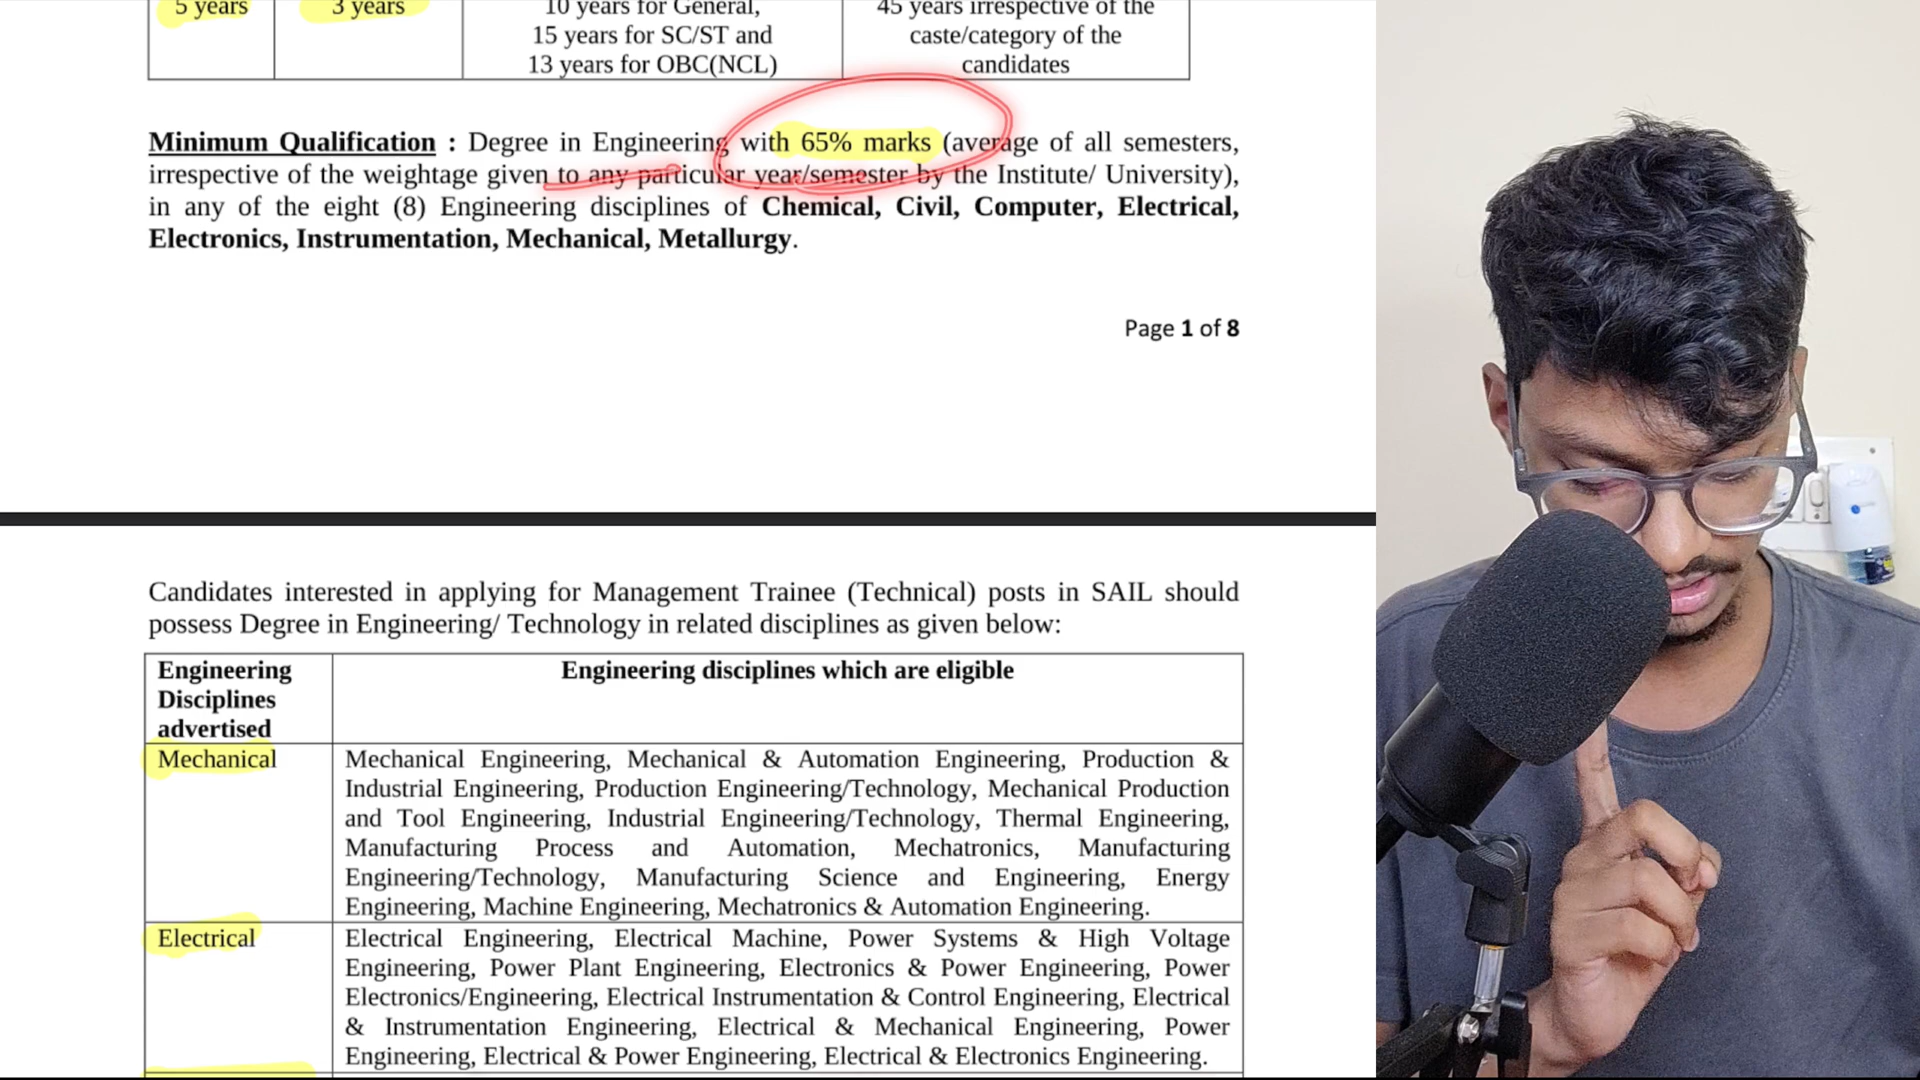 5 years 3 years 10 years for General, 45 years irrespective of the
15 years for SC/ST and caste/category of the
13 years for OBC(NCL) candidates
Minimum Qualification : Degree in Engineering with 65% marks (average of all semesters,
irrespective of the weightage given to any particular year/semester by the Institute/ University),
in any of the eight (8) Engineering disciplines of Chemical, Civil, Computer, Electrical,
Electronics, Instrumentation, Mechanical, Metallurgy.
Page 1 of 8
Candidates interested in applying for Management Trainee (Technical) posts in SAIL should
possess Degree in Engineering/ Technology in related disciplines as given below:
Engineering
Disciplines
advertised
Engineering disciplines which are eligible
Mechanical
Mechanical Engineering, Mechanical & Automation Engineering, Production &
Industrial Engineering, Production Engineering/Technology, Mechanical Production
and Tool Engineering, Industrial Engineering/Technology, Thermal Engineering,
Manufacturing Process and Automation, Mechatronics, Manufacturing
Engineering/Technology, Manufacturing Science and Engineering, Energy
Engineering, Machine Engineering, Mechatronics & Automation Engineering.
Electrical
Electrical Engineering, Electrical Machine, Power Systems & High Voltage
Engineering, Power Plant Engineering, Electronics & Power Engineering, Power
Electronics/Engineering, Electrical Instrumentation & Control Engineering, Electrical
& Instrumentation Engineering, Electrical & Mechanical Engineering, Power
Engineering, Electrical & Power Engineering, Electrical & Electronics Engineering.